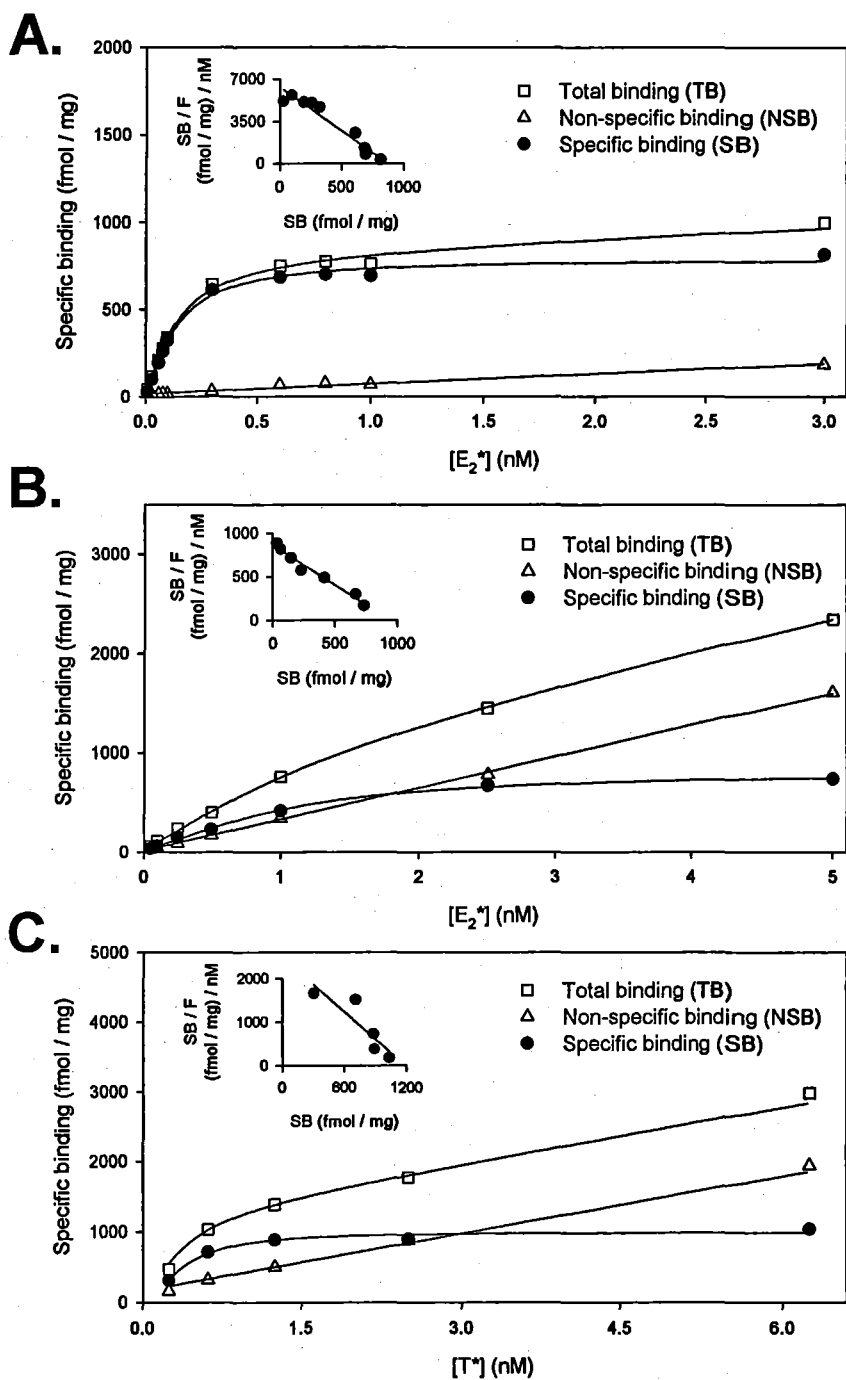 A.
Specific binding (fmol / mg)
2000
1500
1000
500
0
0.0 0.5 1.0 1.5 2.0 2.5 3.0
[E2*] (nM)
SB / F
(fmol / mg) / nM
7000
3500
0
0 500 1000
SB (fmol / mg)
Total binding (TB)
Non-specific binding (NSB)
Specific binding (SB)
B.
Specific binding (fmol / mg)
3000
2000
1000
0
0 1 2 3 4 5
[E2*] (nM)
SB / F
(fmol / mg) / nM
1000
500
0
0 500 1000
SB (fmol / mg)
Total binding (TB)
Non-specific binding (NSB)
Specific binding (SB)
C.
Specific binding (fmol / mg)
5000
4000
3000
2000
1000
0
0.0 1.5 3.0 4.5 6.0
[T*] (nM)
SB / F
(fmol / mg) / nM
2000
1000
0
0 600 1200
SB (fmol / mg)
Total binding (TB)
Non-specific binding (NSB)
Specific binding (SB)